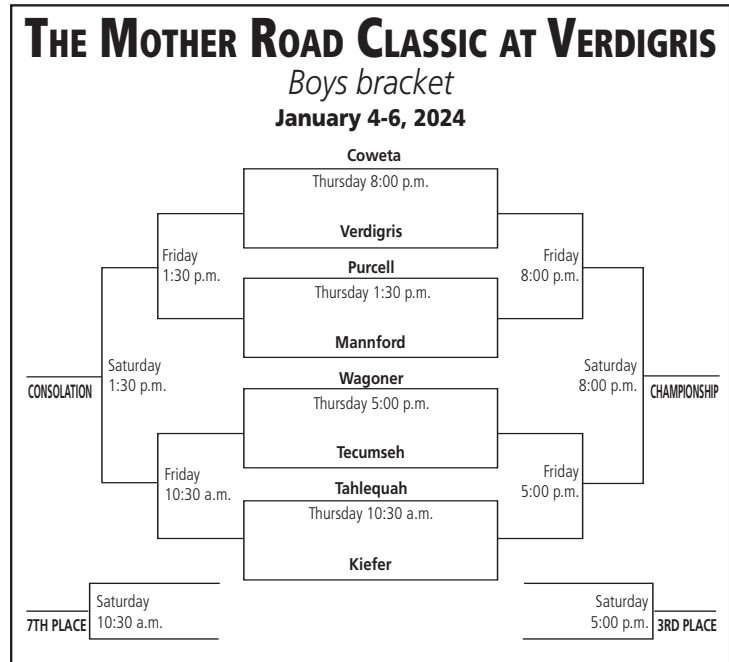 THE MOTHER ROAD CLASSIC AT VERDIGRIS
Boys bracket
January 4-6, 2024
Coweta
Thursday 8:00 p.m.
Verdigris
Friday
1:30 p.m.
Friday
8:00 p.m.
Purcell
Thursday 1:30 p.m.
Mannford
Saturday
1:30 p.m.
CONSOLATION
Saturday
8:00 p.m.
CHAMPIONSHIP
Wagoner
Thursday 5:00 p.m.
Tecumseh
Friday
10:30 a.m.
Friday
5:00 p.m.
Tahlequah
Thursday 10:30 a.m.
Kiefer
Saturday
10:30 a.m.
7TH PLACE
Saturday
5:00 p.m.
3RD PLACE